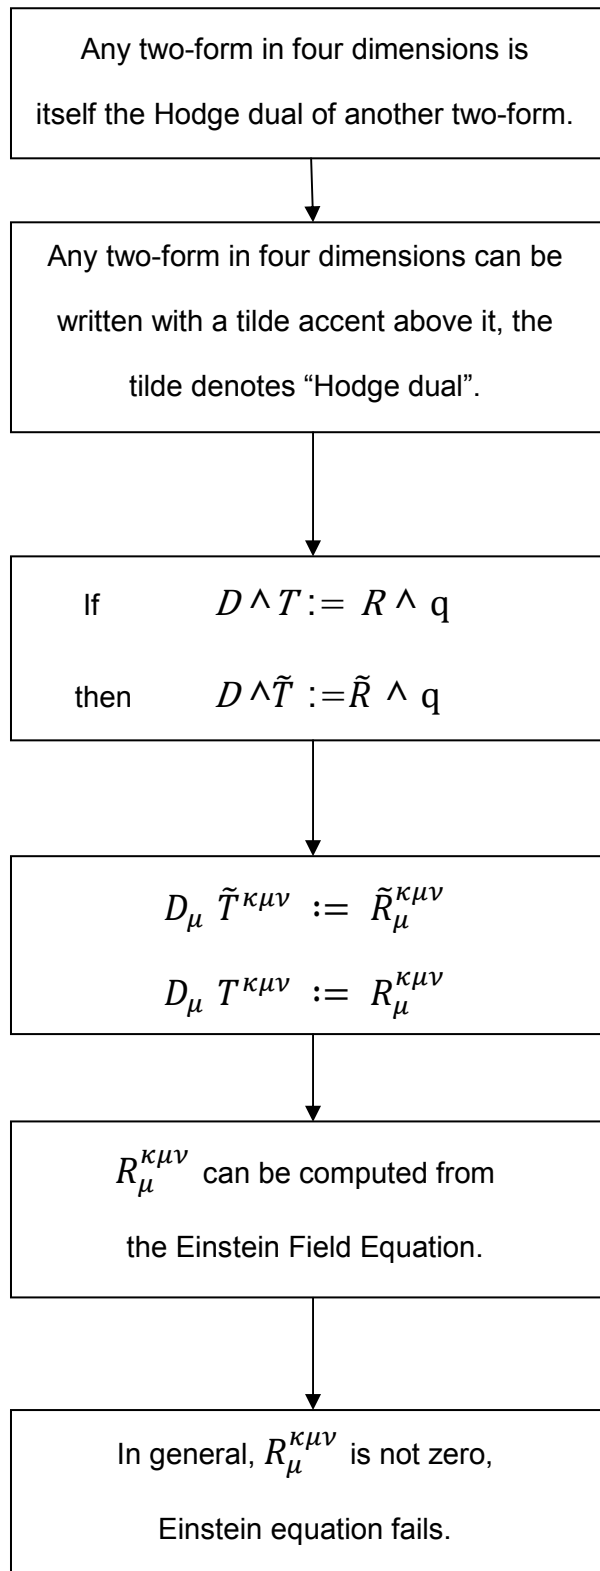 Any two-form in four dimensions is
itself the Hodge dual of another two-form.
Any two-form in four dimensions can be
written with a tilde accent above it, the
tilde denotes “Hodge dual”.
If D ∧ T := R ∧ q
then D ∧ T̃ := R̃ ∧ q
D_μ T̃^{κμν} := R̃_μ^{κμν}
D_μ T^{κμν} := R_μ^{κμν}
R_μ^{κμν} can be computed from
the Einstein Field Equation.
In general, R_μ^{κμν} is not zero,
Einstein equation fails.